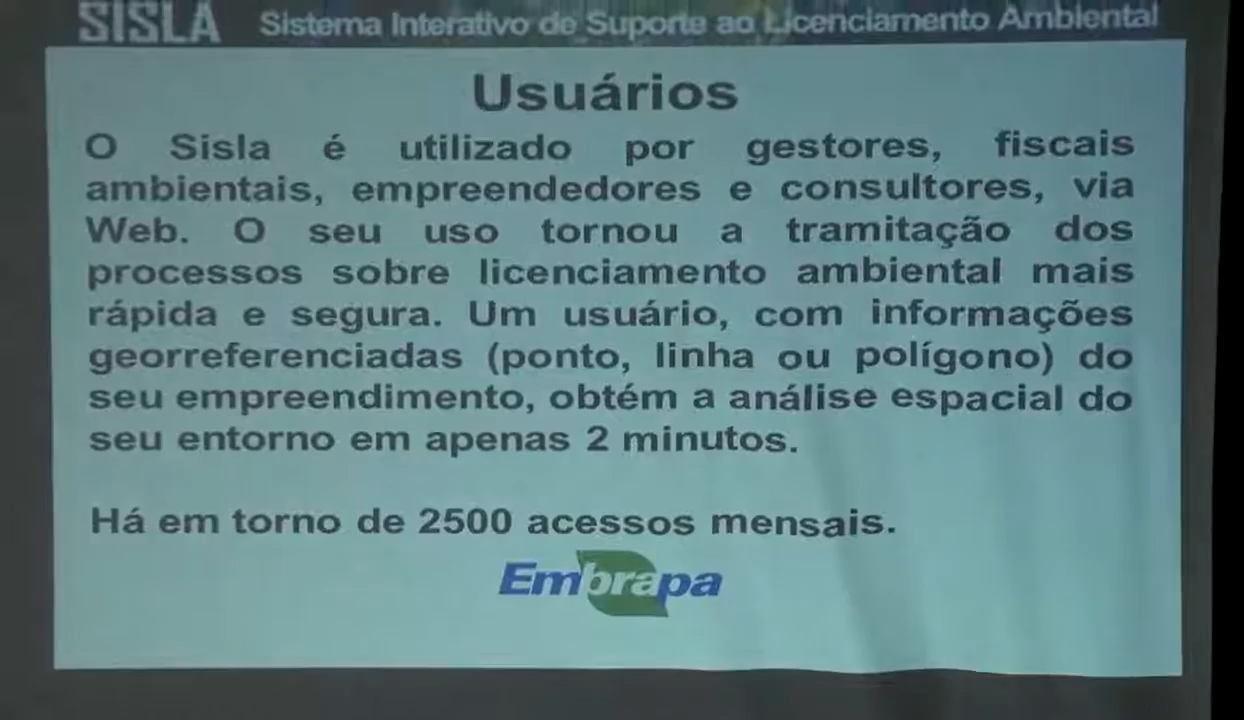 SISLA Sistema Interativo de Suporte ao Licenciamento Ambiental
Usuários
O Sisla é utilizado por gestores, fiscais
ambientais, empreendedores e consultores, via
Web. O seu uso tornou a tramitação dos
processos sobre licenciamento ambiental mais
rápida e segura. Um usuário, com informações
georreferenciadas (ponto, linha ou polígono) do
seu empreendimento, obtém a análise espacial do
seu entorno em apenas 2 minutos.
Há em torno de 2500 acessos mensais.
Embrapa